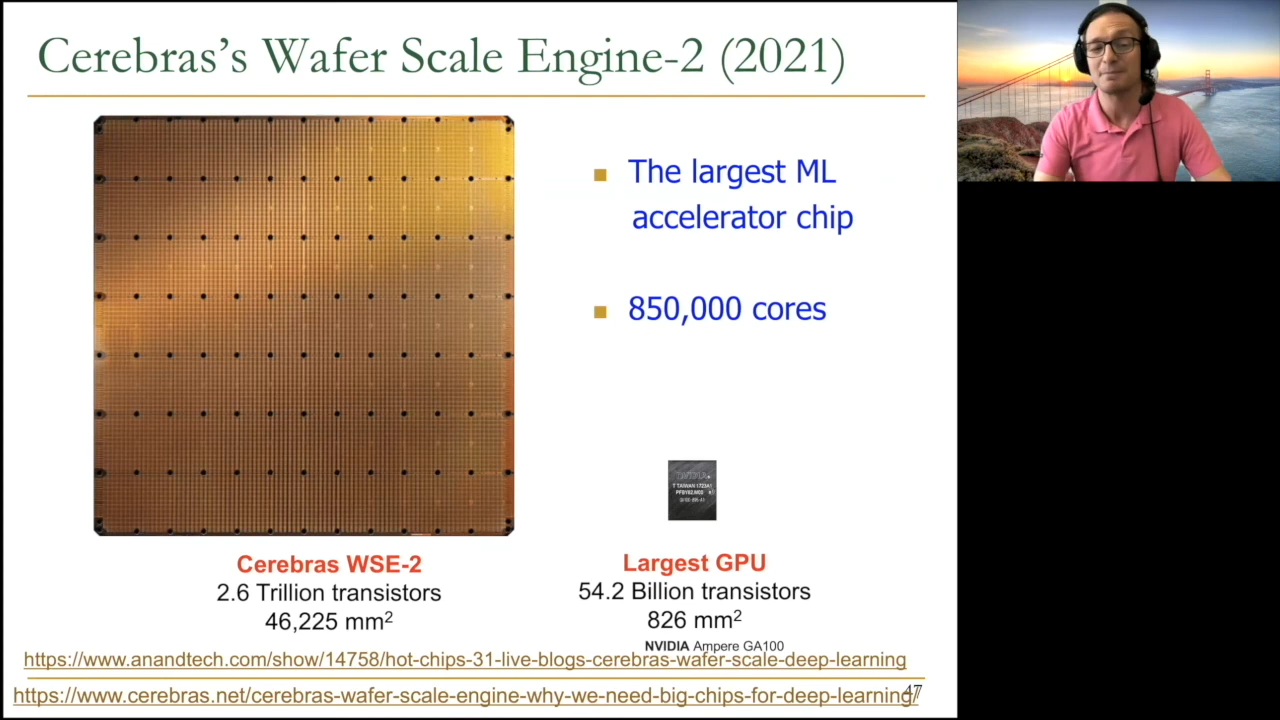 Cerebras's Wafer Scale Engine-2 (2021)
The largest ML
accelerator chip
850,000 cores
NVIDIA
T TAIWAN 1723A1
Cerebras WSE-2
2.6 Trillion transistors
46,225 mm²
Largest GPU
54.2 Billion transistors
826 mm²
NVIDIA Ampere GA100
https://www.anandtech.com/show/14758/hot-chips-31-live-blogs-cerebras-wafer-scale-deep-learning
https://www.cerebras.net/cerebras-wafer-scale-engine-why-we-need-big-chips-for-deep-learning/
47